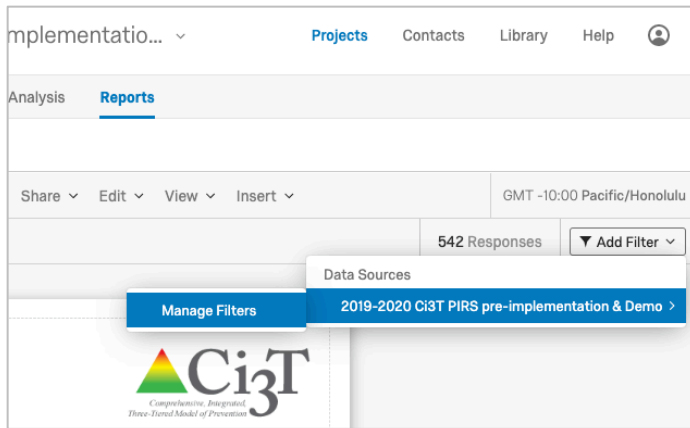 mplementatio...
Projects Contacts Library Help
Analysis Reports
Share Edit View Insert GMT -10:00 Pacific/Honolulu
542 Responses Add Filter
Data Sources
Manage Filters 2019-2020 Ci3T PIRS pre-implementation & Demo >
Ci3T
Comprehensive, Integrated,
Three-Tiered Model of Prevention